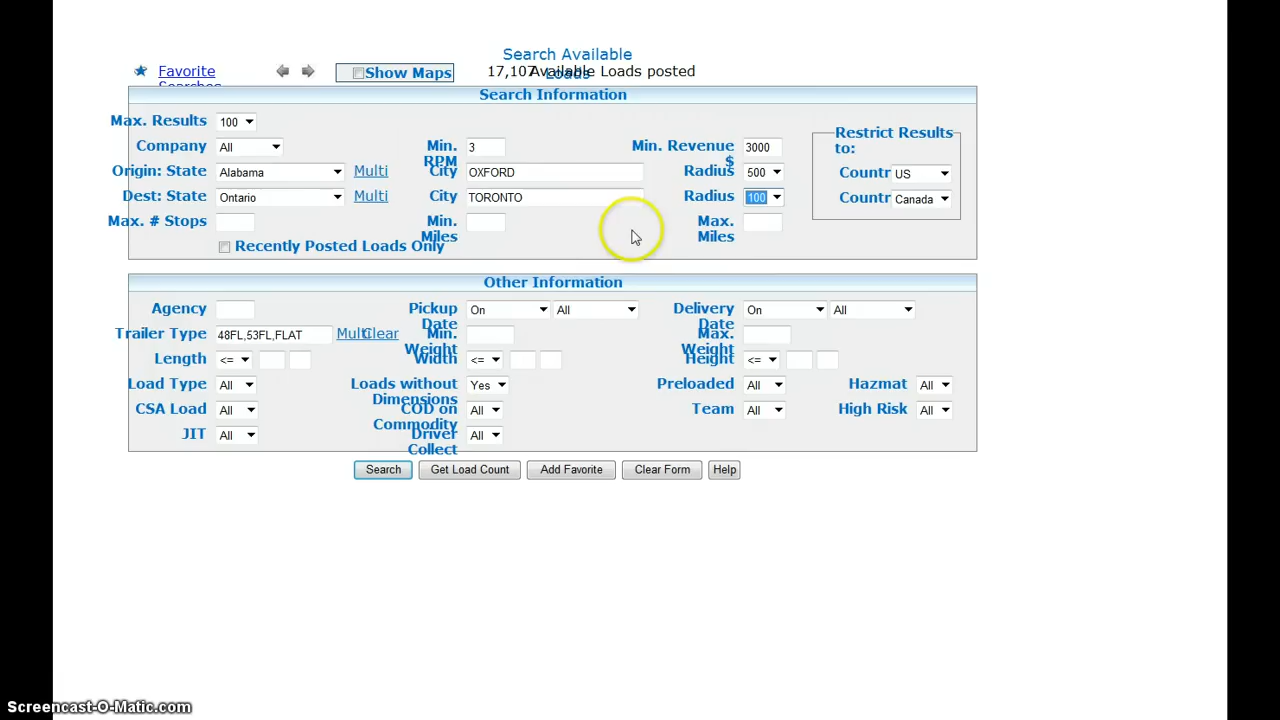 Search Available Loads
Favorite Searches
Show Maps
17,107 Available Loads posted
Search Information
Max. Results 100
Company All Min. RPM 3 Min. Revenue $ 3000
Restrict Results to:
Origin: State Alabama Multi City OXFORD Radius 500 Countr US
Dest: State Ontario Multi City TORONTO Radius 100 Countr Canada
Max. # Stops Min. Miles Max. Miles
Recently Posted Loads Only
Other Information
Agency Pickup Date On All Delivery Date On All
Trailer Type 48FL,53FL,FLAT Multi Clear Min. Weight Max. Weight
Length <= Width <= Height <=
Load Type All Loads without Dimensions Yes Preloaded All Hazmat All
CSA Load All COD on Commodity All Team All High Risk All
JIT All Driver Collect All
Search Get Load Count Add Favorite Clear Form Help
Screencast-O-Matic.com